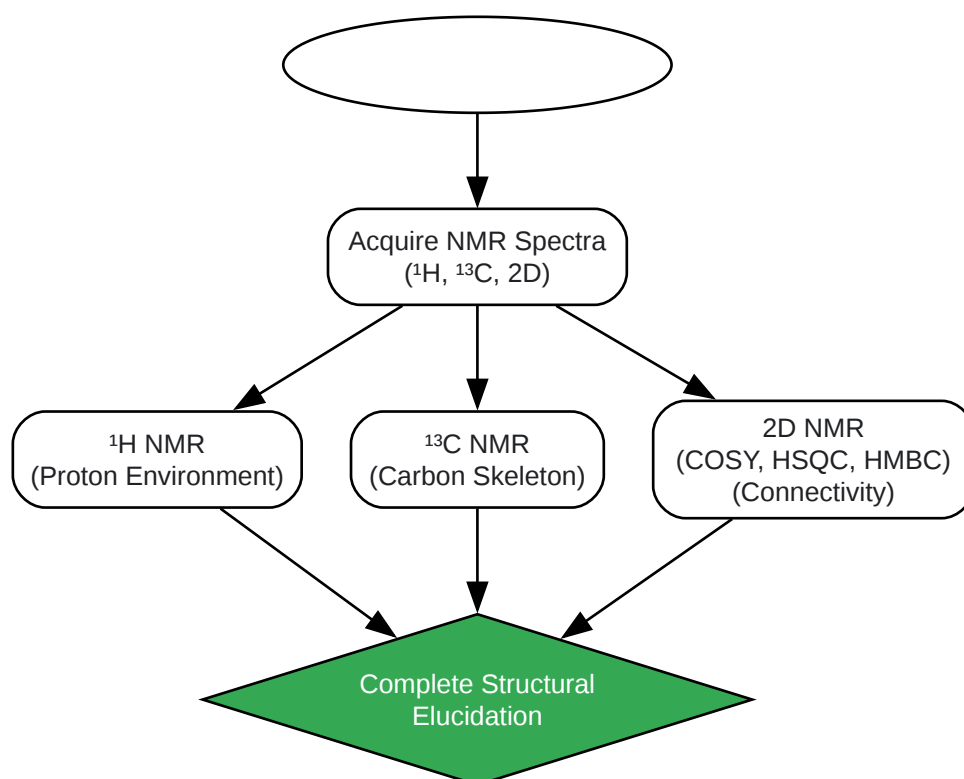 Acquire NMR Spectra
(¹H, ¹³C, 2D)
¹H NMR
(Proton Environment)
¹³C NMR
(Carbon Skeleton)
2D NMR
(COSY, HSQC, HMBC)
(Connectivity)
Complete Structural
Elucidation